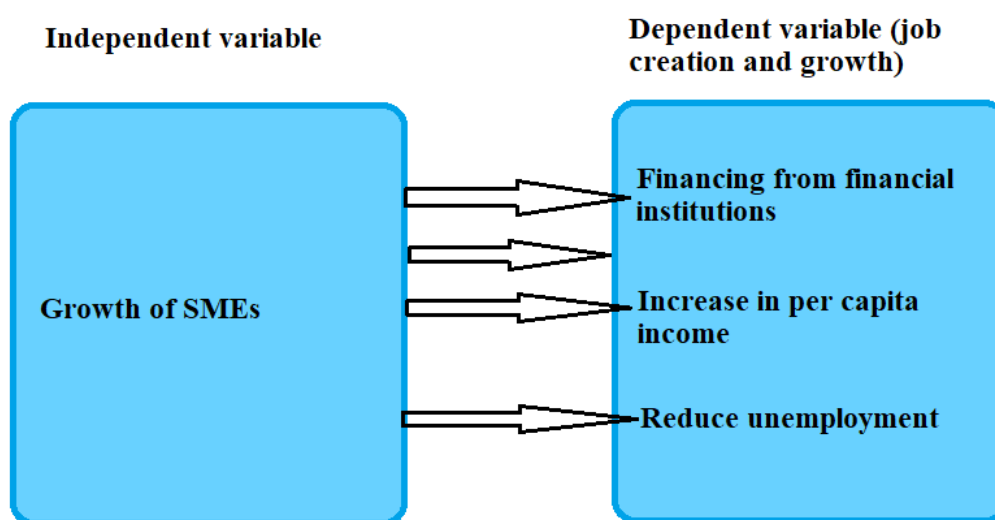 Independent variable
Dependent variable (job
creation and growth)
Growth of SMEs
Financing from financial
institutions
Increase in per capita
income
Reduce unemployment